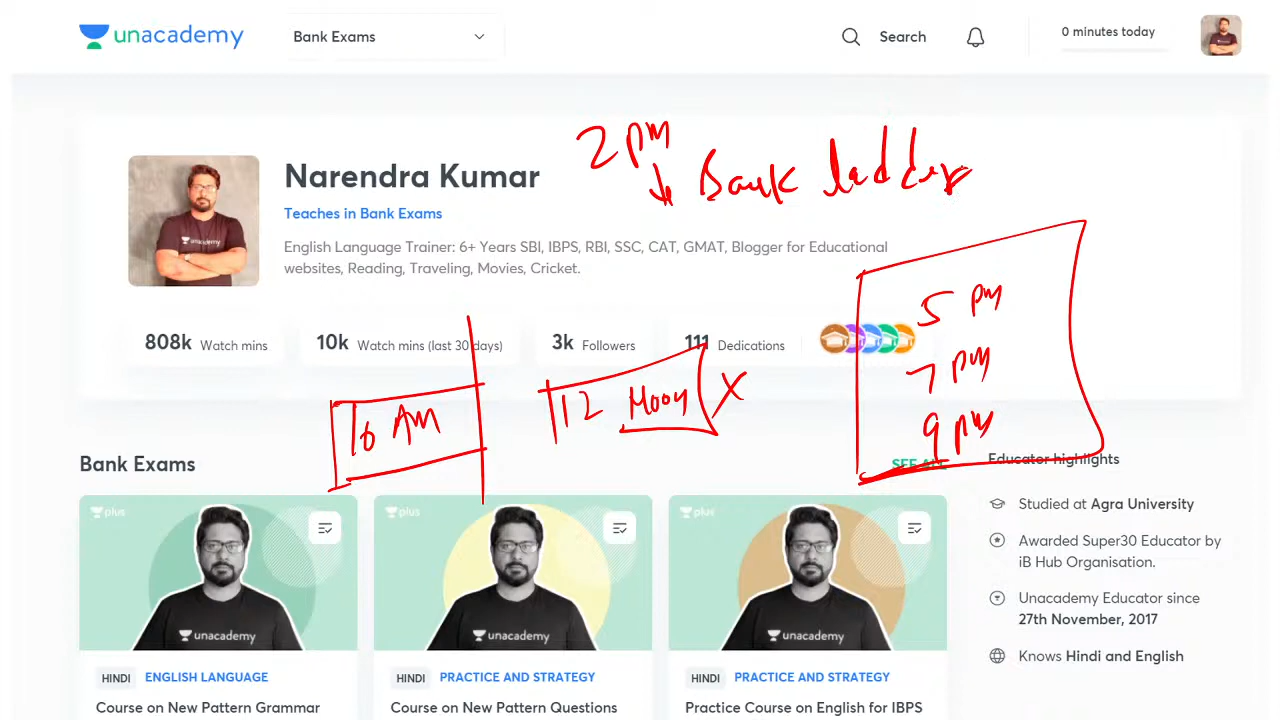 unacademy
Bank Exams
Search
0 minutes today
2 pm
Bank ladder
Narendra Kumar
Teaches in Bank Exams
English Language Trainer: 6+ Years SBI, IBPS, RBI, SSC, CAT, GMAT, Blogger for Educational
websites, Reading, Traveling, Movies, Cricket.
808k Watch mins
10k Watch mins (last 30 days)
3k Followers
111 Dedications
5 pm
7 pm
9 pm
6 AM
12 Noon X
Bank Exams
SEE ALL
Educator highlights
Studied at Agra University
Awarded Super30 Educator by
iB Hub Organisation.
Unacademy Educator since
27th November, 2017
Knows Hindi and English
plus
unacademy
HINDI ENGLISH LANGUAGE
Course on New Pattern Grammar
plus
unacademy
HINDI PRACTICE AND STRATEGY
Course on New Pattern Questions
plus
unacademy
HINDI PRACTICE AND STRATEGY
Practice Course on English for IBPS